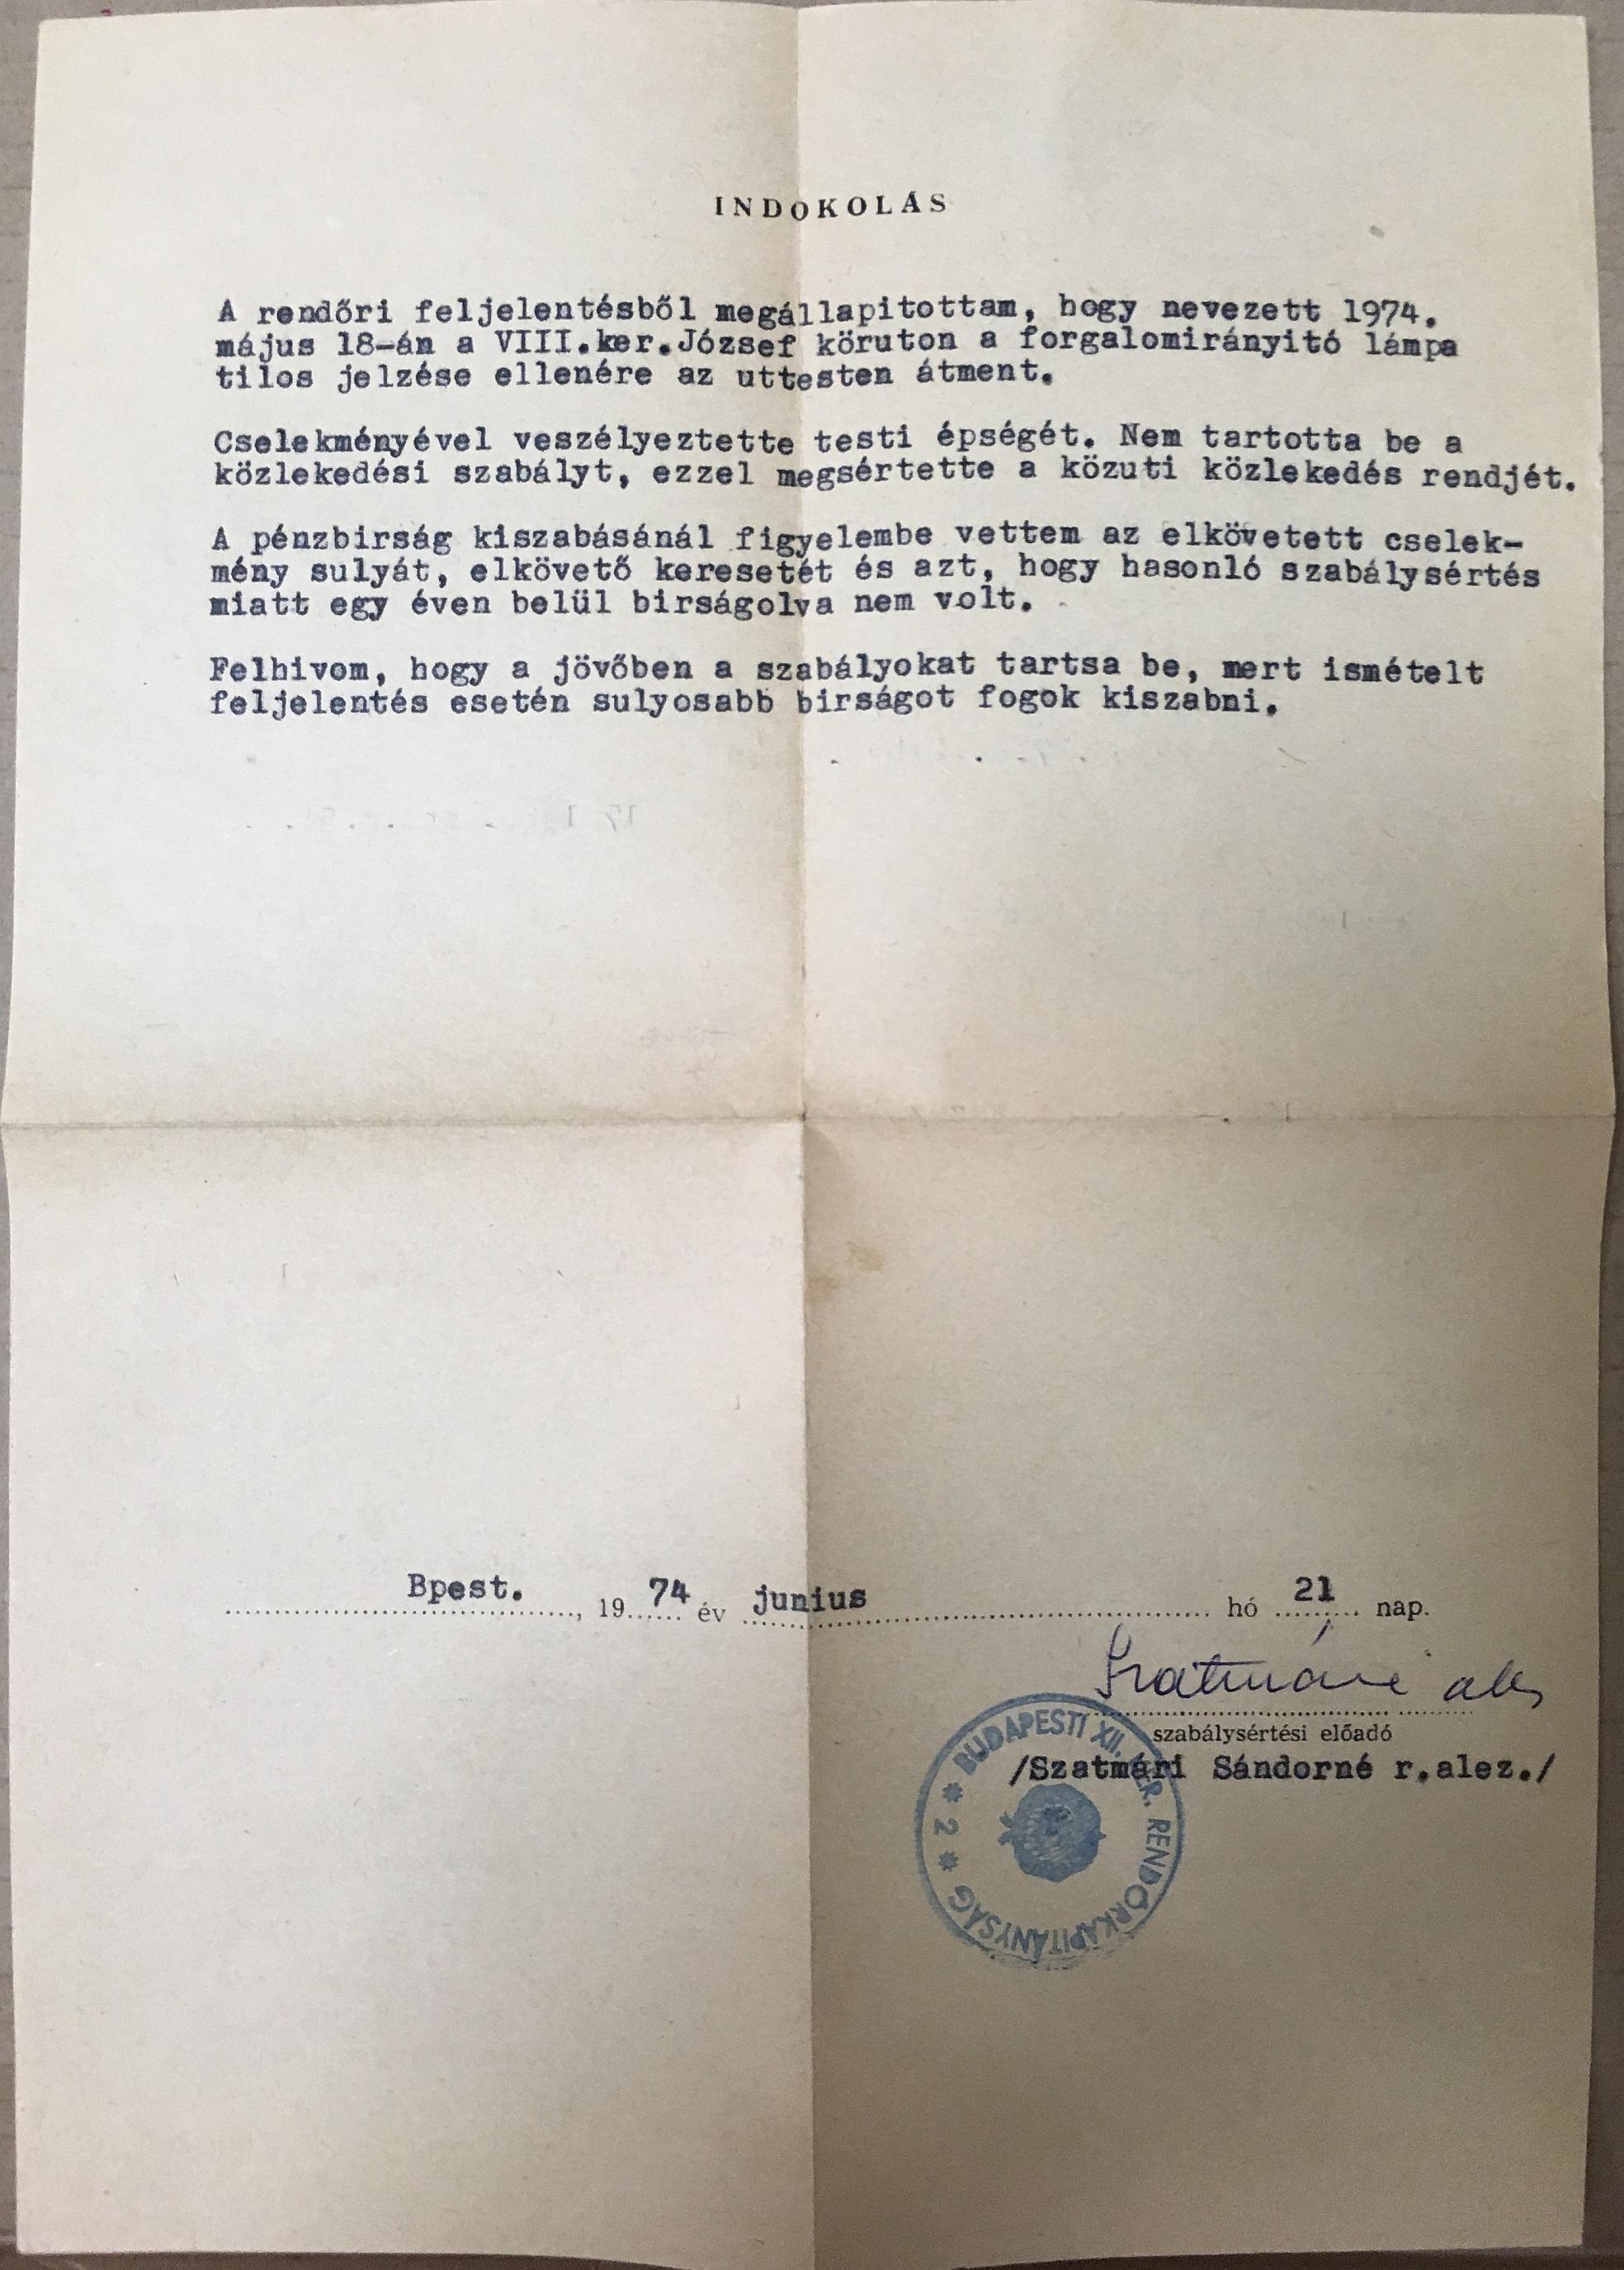 INDOKOLÁS
A rendőri feljelentésből megállapitottam, hogy nevezett 1974.
május 18-án a VIII.ker.József köruton a forgalomirányitó lámpa
tilos jelzése ellenére az uttesten átment.
Cselekményével veszélyeztette testi épségét. Nem tartotta be a
közlekedési szabályt, ezzel megsértette a közuti közlekedés rendjét.
A pénzbirság kiszabásánál figyelembe vettem az elkövetett cselek-
mény sulyát, elkövető keresetét és azt, hogy hasonló szabálysértés
miatt egy éven belül birságolva nem volt.
Felhivom, hogy a jövőben a szabályokat tartsa be, mert ismételt
feljelentés esetén sulyosabb birságot fogok kiszabni.
Bpest. , 19 74 év junius hó 21 nap.
Szatmári alez
szabálysértési előadó
/Szatmári Sándorné r.alez./
BUDAPESTI XII. KER. RENDŐRKAPITÁNYSÁG * 2 *